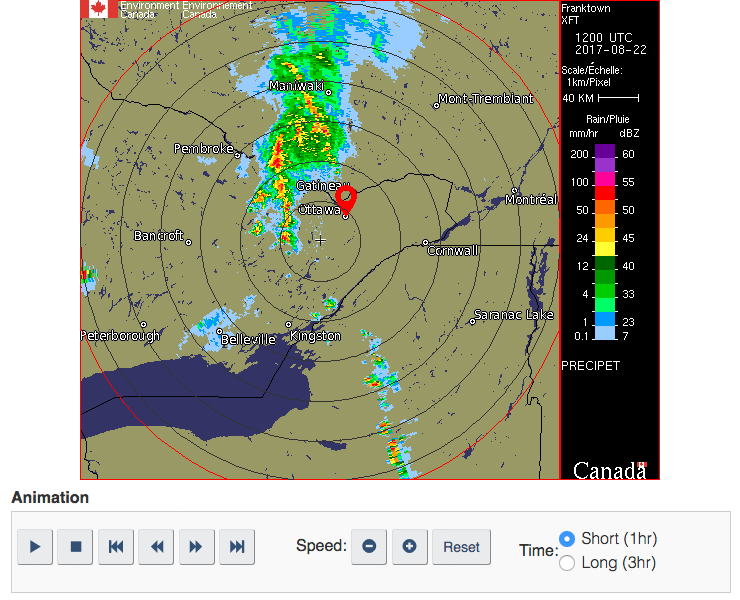 Environment Environnement
Canada Canada
Franktown
XFT
1200 UTC
2017-08-22
Scale/Échelle:
1km/Pixel
40 KM
Rain/Pluie
mm/hr dBZ
200 60
100 55
50 50
24 45
12 40
4 33
1 23
0.1 7
PRECIPET
Canada
Maniwaki
Mont-Tremblant
Pembroke
Gatineau
Montréal
Ottawa
Bancroft
Cornwall
Saranac Lake
Peterborough
Belleville
Kingston
Animation
Speed:
Reset
Time:
Short (1hr)
Long (3hr)